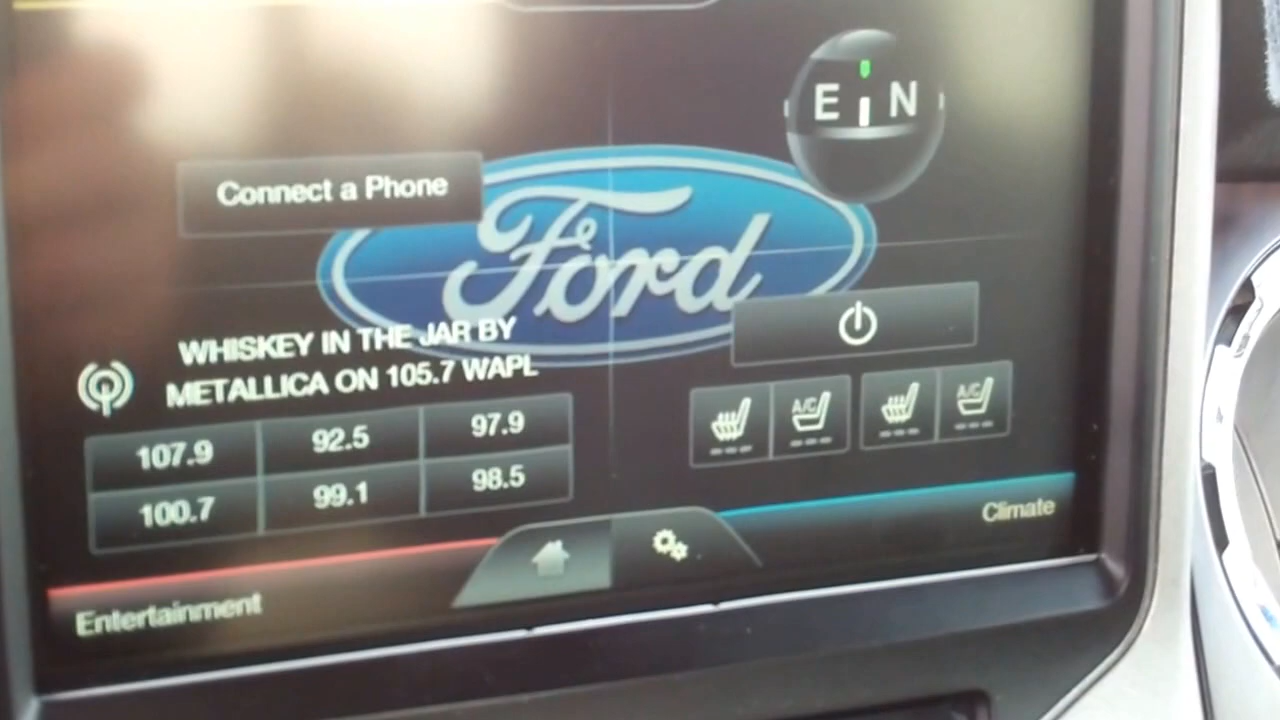 E N
Connect a Phone
Ford
WHISKEY IN THE JAR BY
METALLICA ON 105.7 WAPL
107.9 92.5 97.9
100.7 99.1 98.5
A/C A/C
Climate
Entertainment